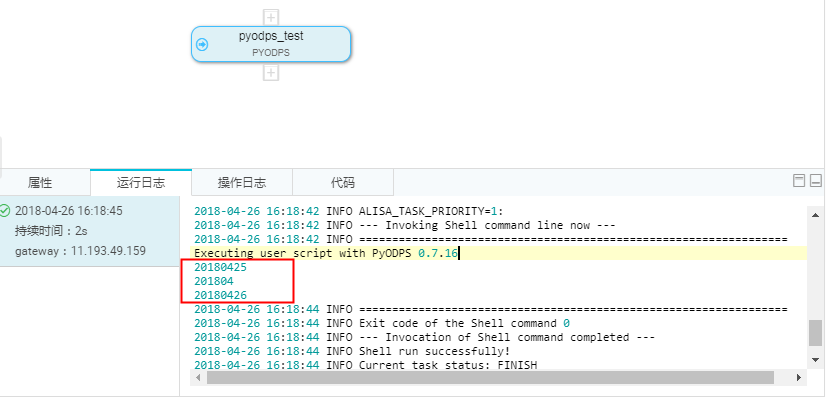 pyodps_test
PYODPS
属性 运行日志 操作日志 代码
2018-04-26 16:18:45
持续时间：2s
gateway：11.193.49.159
2018-04-26 16:18:42 INFO ALISA_TASK_PRIORITY=1:
2018-04-26 16:18:42 INFO --- Invoking Shell command line now ---
2018-04-26 16:18:42 INFO =================================================================
Executing user script with PyODPS 0.7.16
20180425
201804
20180426
2018-04-26 16:18:44 INFO =================================================================
2018-04-26 16:18:44 INFO Exit code of the Shell command 0
2018-04-26 16:18:44 INFO --- Invocation of Shell command completed ---
2018-04-26 16:18:44 INFO Shell run successfully!
2018-04-26 16:18:44 INFO Current task status: FINISH